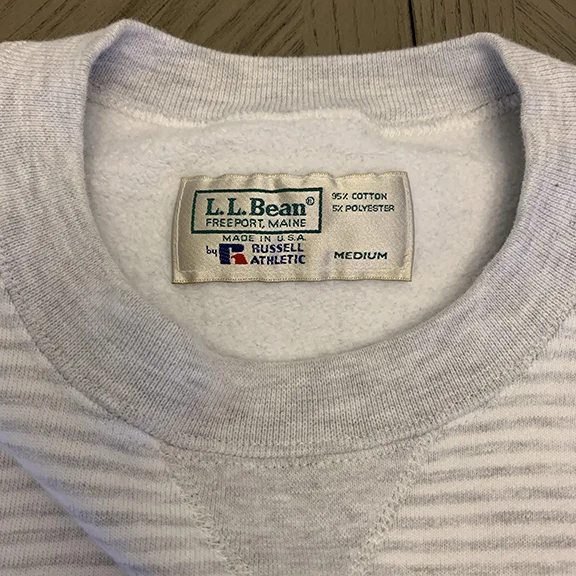 L.L.Bean®
FREEPORT, MAINE
MADE IN U.S.A.
by R RUSSELL
ATHLETIC
95% COTTON
5% POLYESTER
MEDIUM